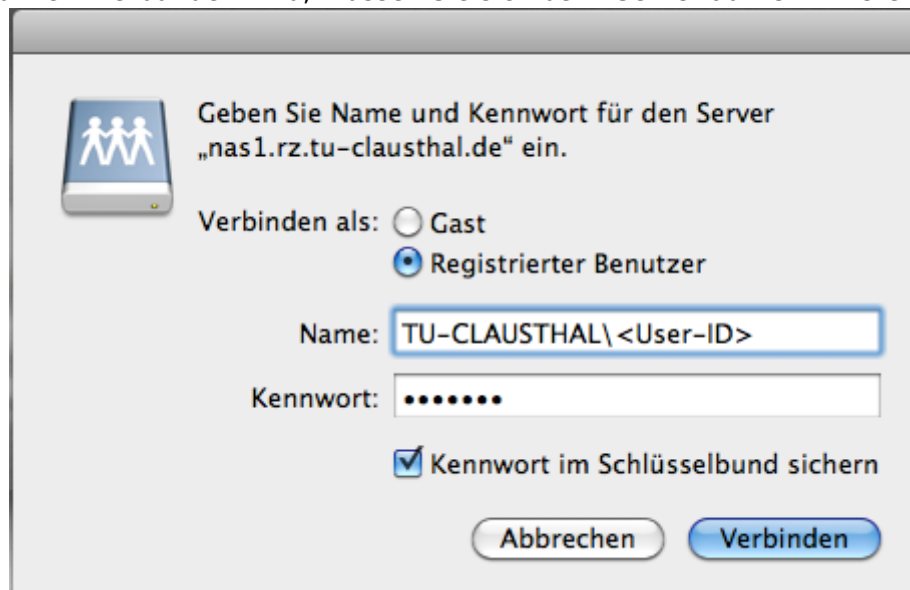 Geben Sie Name und Kennwort für den Server
„nas1.rz.tu-clausthal.de“ ein.
Verbinden als: Gast
Registrierter Benutzer
Name: TU-CLAUSTHAL\<User-ID>
Kennwort: •••••••
Kennwort im Schlüsselbund sichern
Abbrechen Verbinden